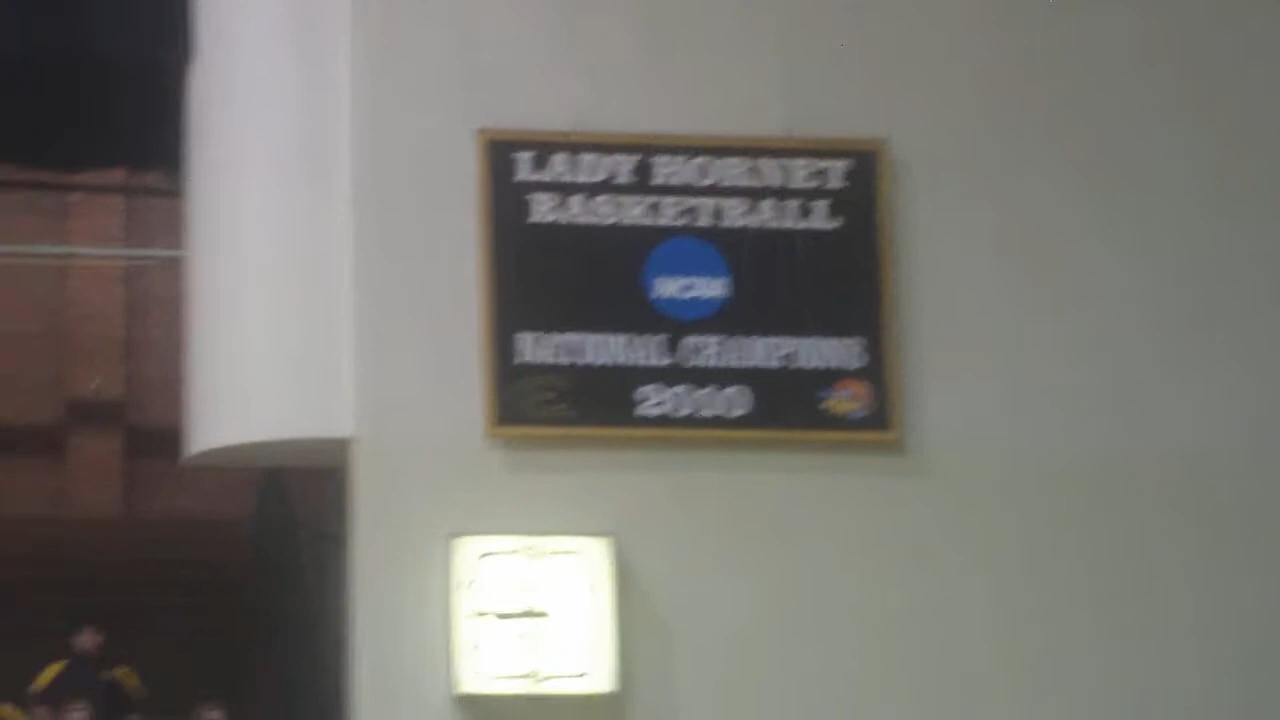 LADY HORNET
BASKETBALL
NCAA
NATIONAL CHAMPIONS
2010